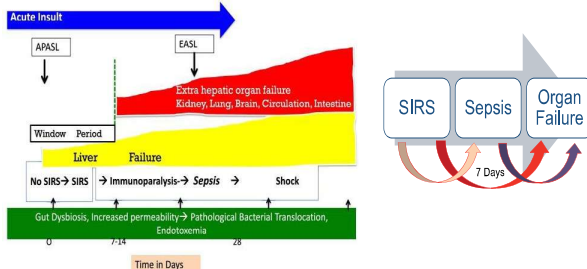 Acute Insult
APASL
EASL
Extra hepatic organ failure
Kidney, Lung, Brain, Circulation, Intestine
Window Period
Liver Failure
No SIRS→ SIRS → Immunoparalysis→ Sepsis → Shock
Gut Dysbiosis, Increased permeability→ Pathological Bacterial Translocation,
Endotoxemia
0 7-14 28
Time in Days
SIRS
Sepsis
Organ
Failure
7 Days